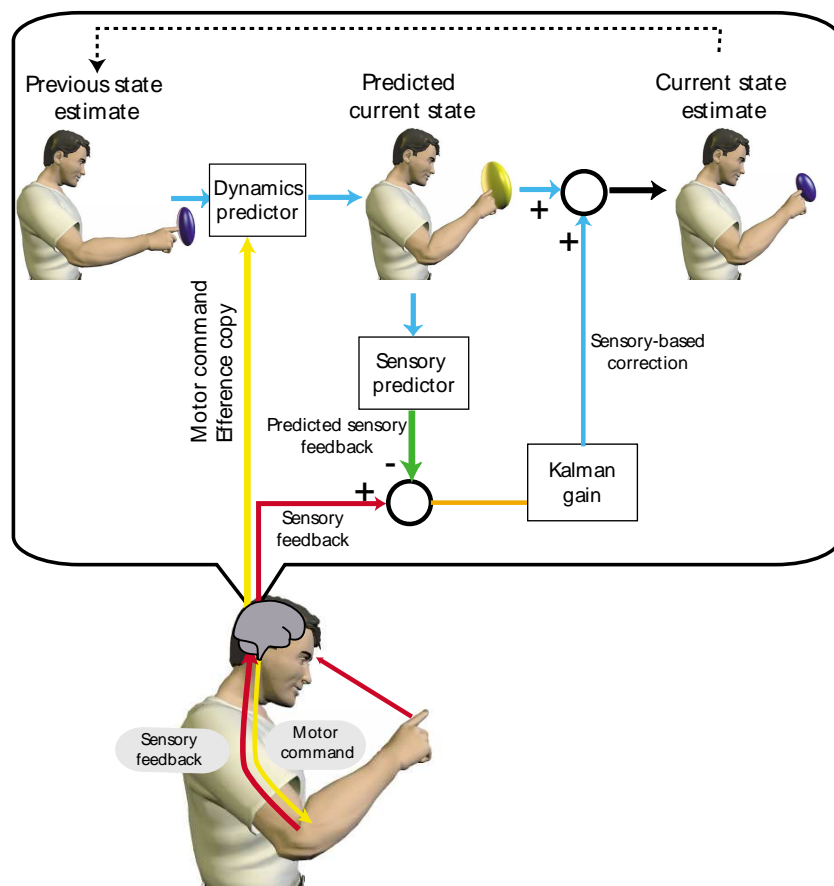 Previous state
estimate
Predicted
current state
Current state
estimate
Dynamics
predictor
+
+
Motor command
Efference copy
Sensory
predictor
Sensory-based
correction
Predicted sensory
feedback
-
+
Kalman
gain
Sensory
feedback
Sensory
feedback
Motor
command